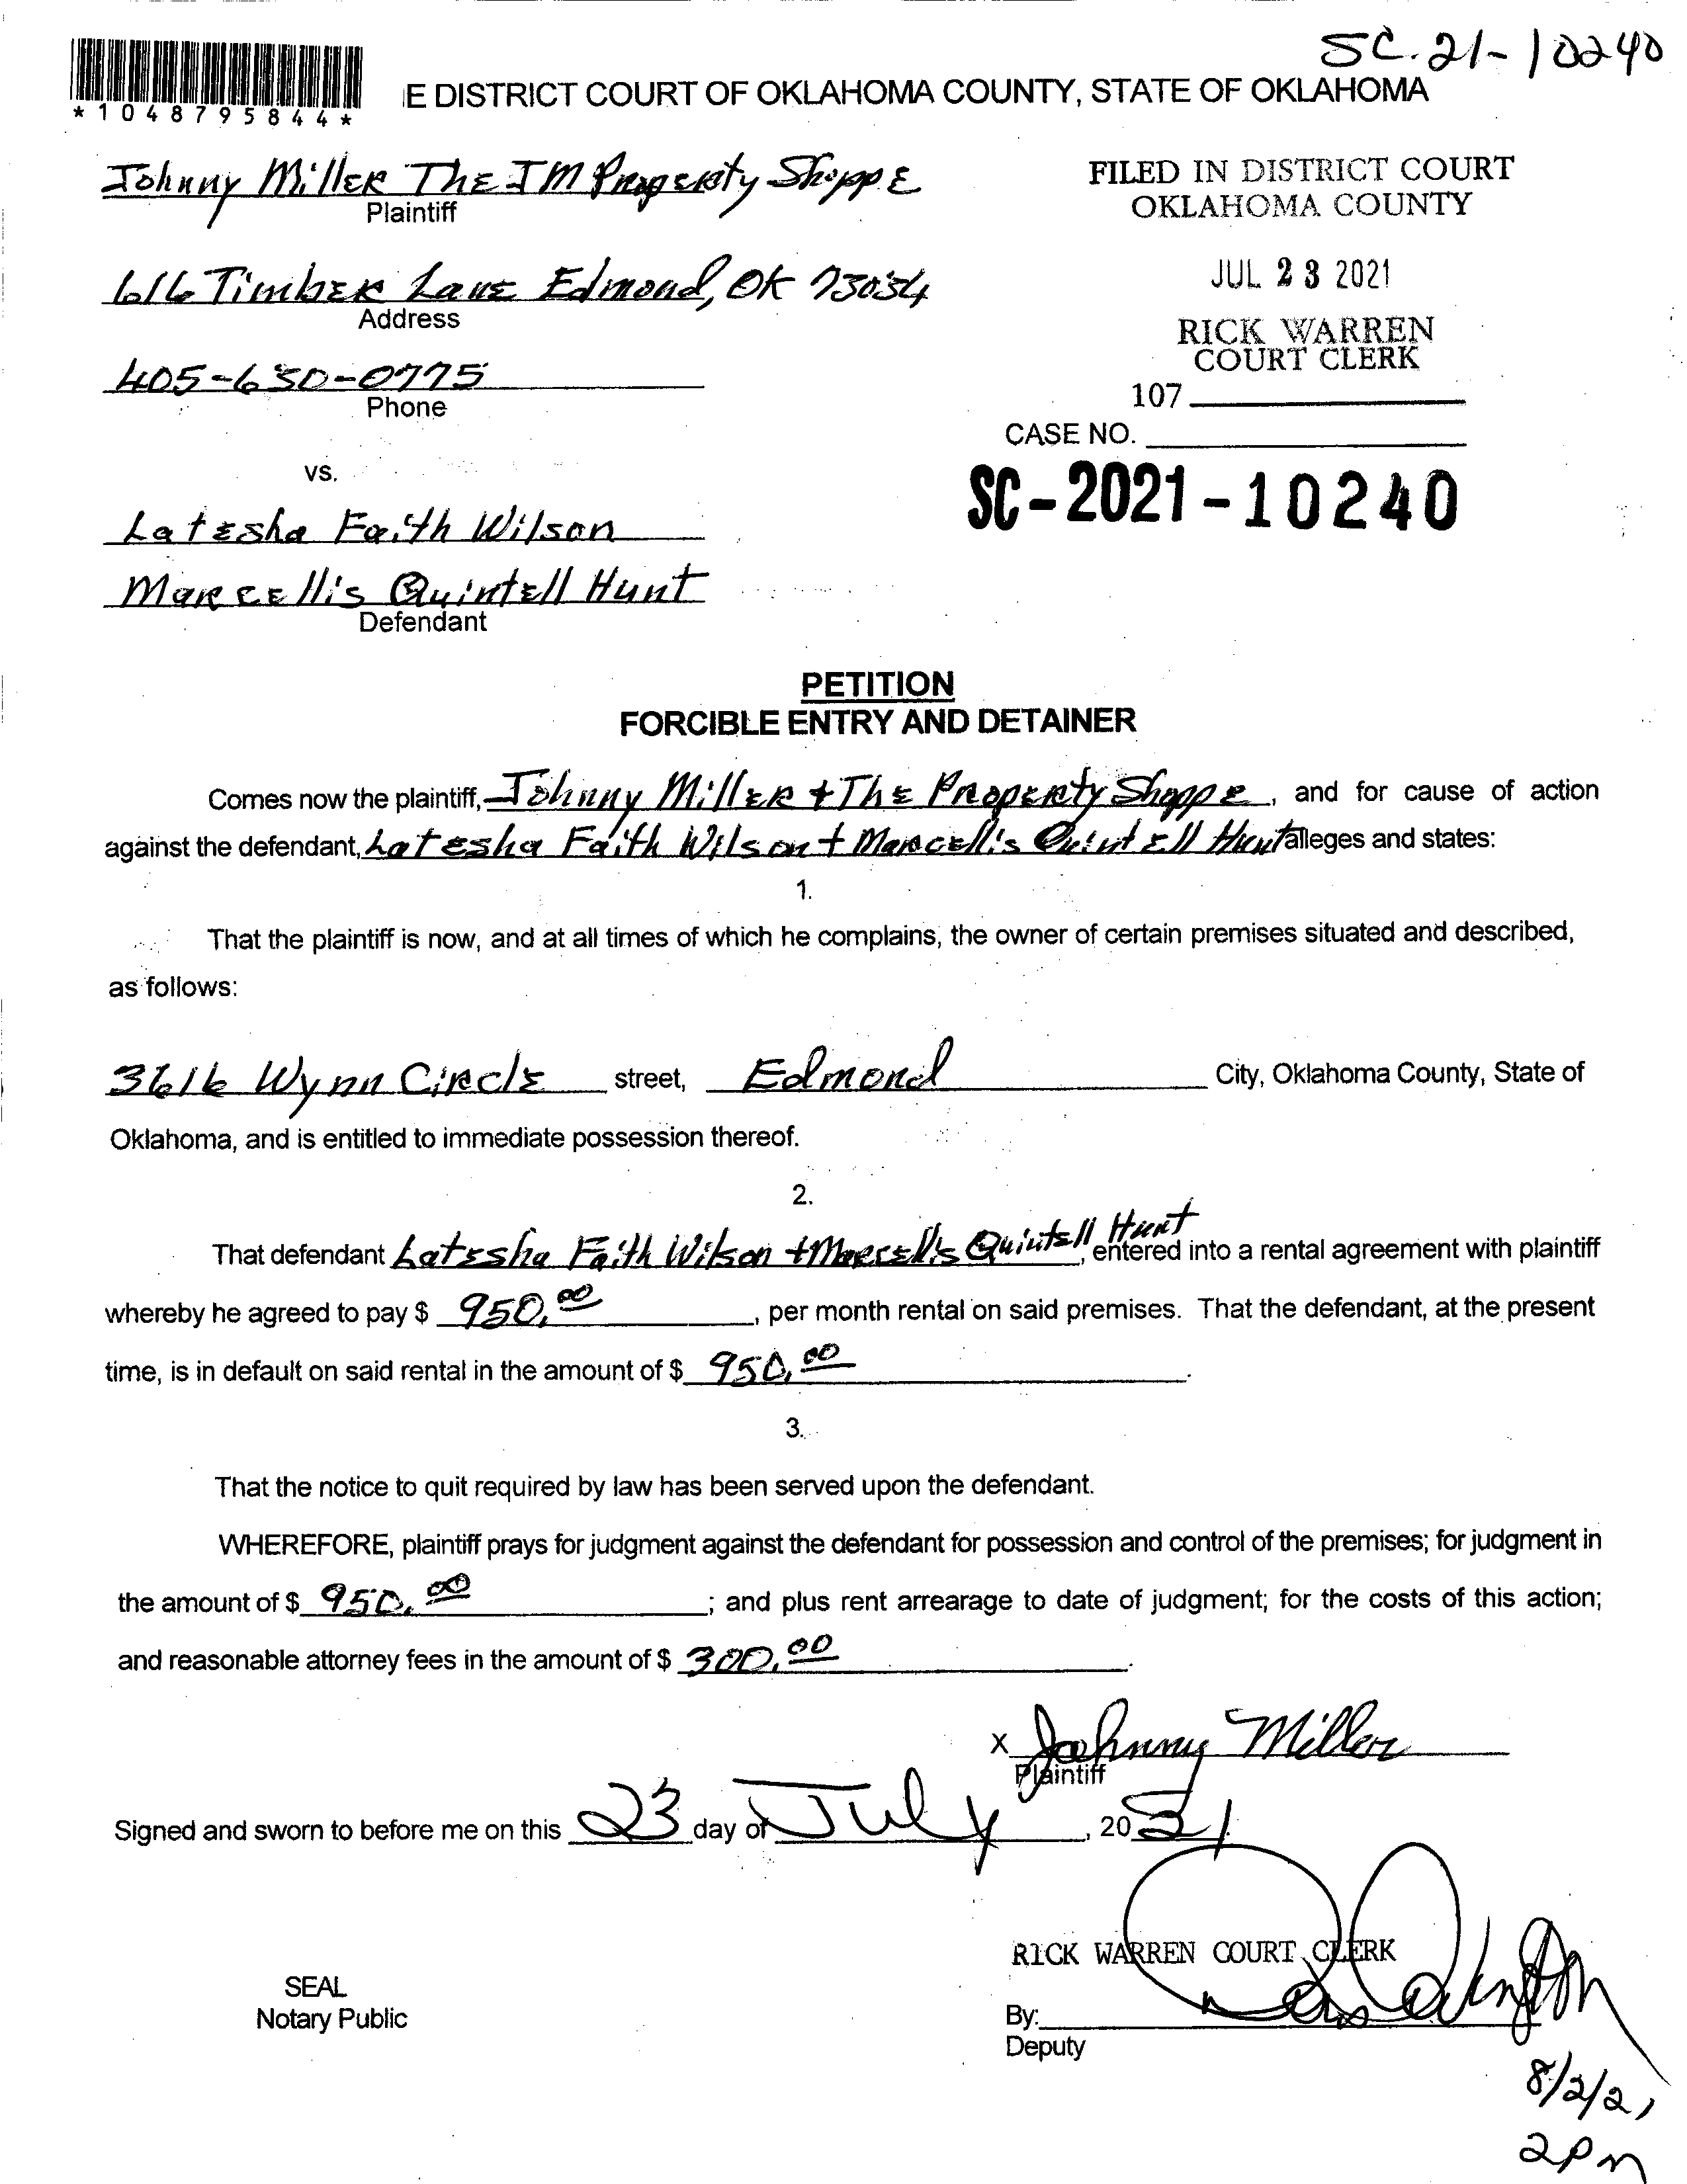 SC-21-10240
*1048795844*
E DISTRICT COURT OF OKLAHOMA COUNTY, STATE OF OKLAHOMA
Johnny Miller The JM Property Shoppe
Plaintiff
FILED IN DISTRICT COURT
OKLAHOMA COUNTY
616 Timber Lane Edmond, OK 73034
Address
JUL 23 2021
RICK WARREN
COURT CLERK
405-650-0775
Phone
107
CASE NO.
vs.
SC-2021-10240
Latesha Faith Wilson
Marcellis Quintell Hunt
Defendant
PETITION
FORCIBLE ENTRY AND DETAINER
Comes now the plaintiff, Johnny Miller + The Property Shoppe, and for cause of action
against the defendant, Latesha Faith Wilson + Marcellis Quintell Hunt alleges and states:
1.
That the plaintiff is now, and at all times of which he complains, the owner of certain premises situated and described,
as follows:
3616 Wynn Circle street, Edmond City, Oklahoma County, State of
Oklahoma, and is entitled to immediate possession thereof.
2.
That defendant Latesha Faith Wilson + Marcellis Quintell Hunt, entered into a rental agreement with plaintiff
whereby he agreed to pay $ 950.00, per month rental on said premises. That the defendant, at the present
time, is in default on said rental in the amount of $ 950.00.
3.
That the notice to quit required by law has been served upon the defendant.
WHEREFORE, plaintiff prays for judgment against the defendant for possession and control of the premises; for judgment in
the amount of $ 950.00; and plus rent arrearage to date of judgment; for the costs of this action;
and reasonable attorney fees in the amount of $ 300.00.
X Johnny Miller
Plaintiff
Signed and sworn to before me on this 23 day of July, 2021.
RICK WARREN COURT CLERK
SEAL
Notary Public
By:
Deputy
8/2/21
2pm